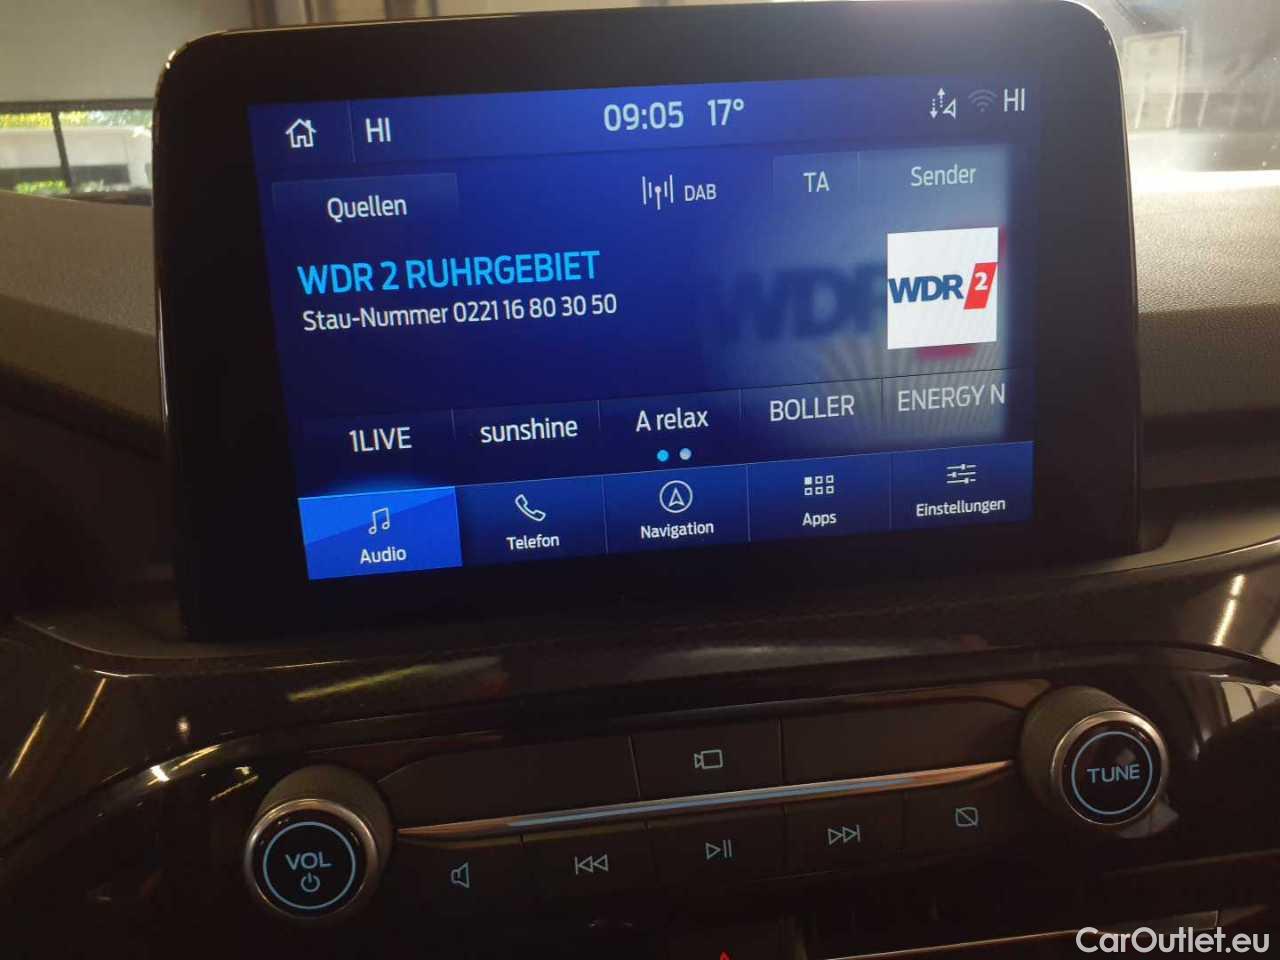 HI 09:05 17° HI
Quellen DAB TA Sender
WDR 2 RUHRGEBIET
Stau-Nummer 0221 16 80 30 50
WDR 2
1LIVE sunshine A relax BOLLER ENERGY N
Audio Telefon Navigation Apps Einstellungen
TUNE
VOL
CarOutlet.eu